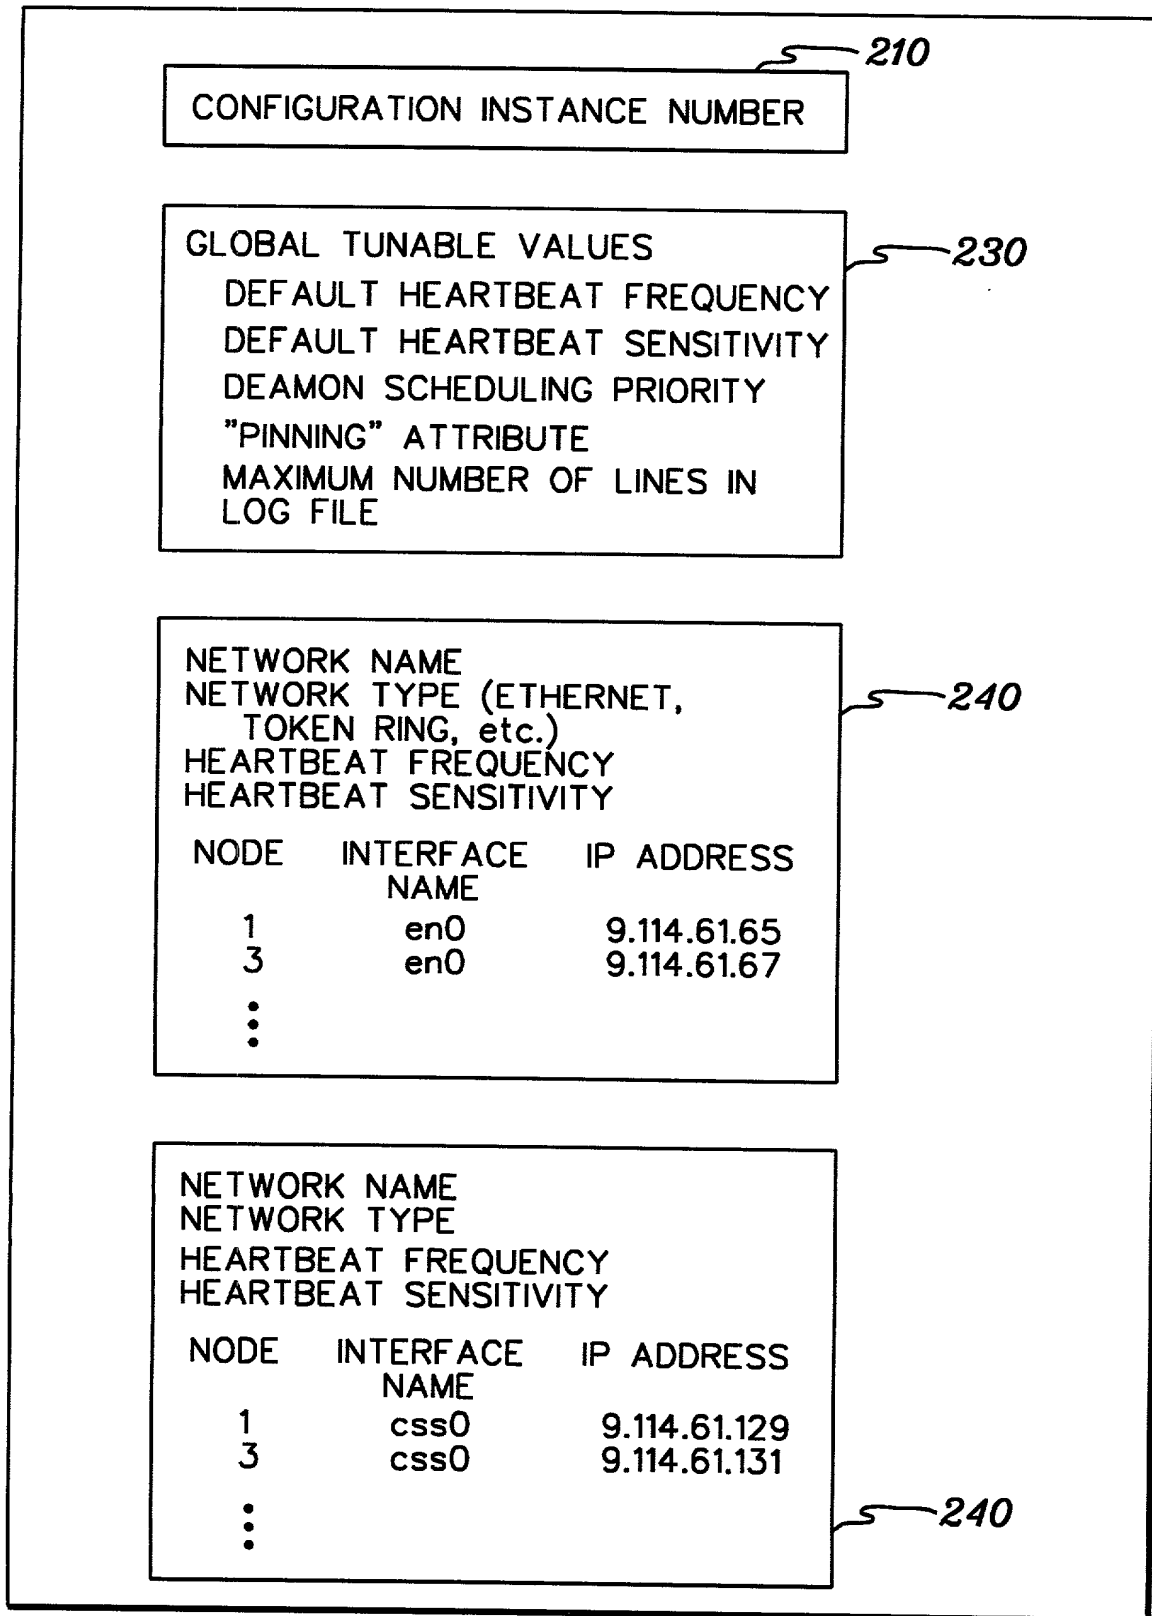 210
CONFIGURATION INSTANCE NUMBER
GLOBAL TUNABLE VALUES
230
DEFAULT HEARTBEAT FREQUENCY
DEFAULT HEARTBEAT SENSITIVITY
DEAMON SCHEDULING PRIORITY
"PINNING" ATTRIBUTE
MAXIMUM NUMBER OF LINES IN
LOG FILE
NETWORK NAME
NETWORK TYPE (ETHERNET,
240
TOKEN RING, etc.)
HEARTBEAT FREQUENCY
HEARTBEAT SENSITIVITY
NODE INTERFACE IP ADDRESS
NAME
1 en0 9.114.61.65
3 en0 9.114.61.67
NETWORK NAME
NETWORK TYPE
HEARTBEAT FREQUENCY
HEARTBEAT SENSITIVITY
NODE INTERFACE IP ADDRESS
NAME
1 css0 9.114.61.129
3 css0 9.114.61.131
240